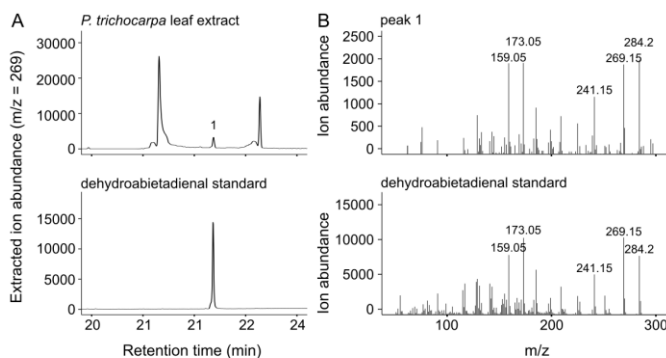 A
P. trichocarpa leaf extract
30000
20000
10000
0
1
dehydroabietadienal standard
15000
10000
5000
0
20 21 21 22 24
Retention time (min)
Extracted ion abundance (m/z = 269)
B
peak 1
2500
2000
1500
1000
750
0
Ion abundance
159.05
173.05
241.15
269.15
284.2
dehydroabietadienal standard
15000
10000
5000
0
Ion abundance
159.05
173.05
241.15
269.15
284.2
100 200 300
m/z